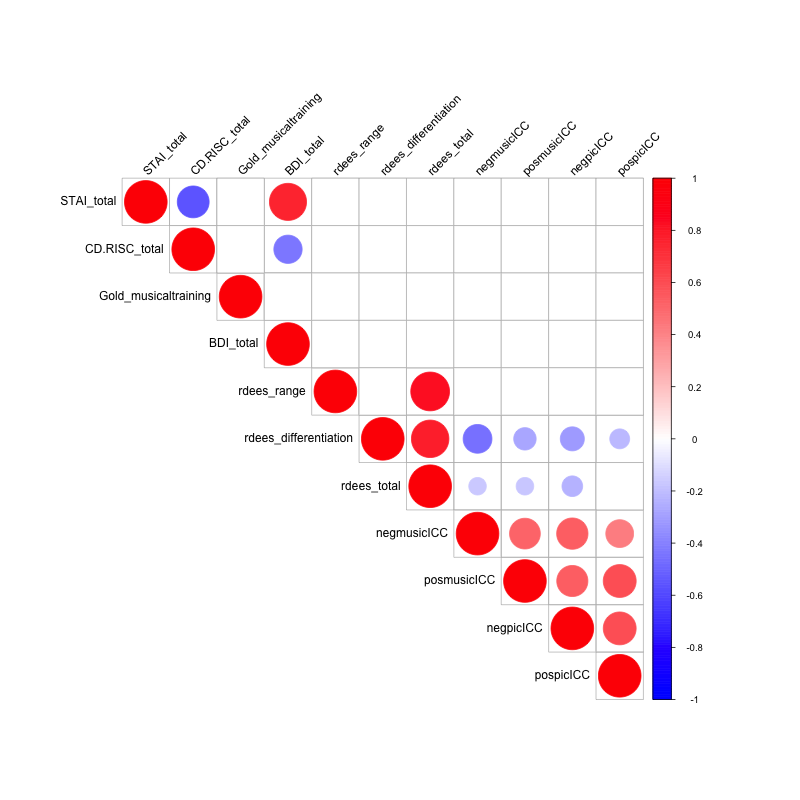 STAI_total
CD.RISC_total
Gold_musicaltraining
BDI_total
rdees_range
rdees_differentiation
rdees_total
negmusicICC
posmusicICC
negpicICC
pospicICC
STAI_total
CD.RISC_total
Gold_musicaltraining
BDI_total
rdees_range
rdees_differentiation
rdees_total
negmusicICC
posmusicICC
negpicICC
pospicICC
1
0.8
0.6
0.4
0.2
0
-0.2
-0.4
-0.6
-0.8
-1